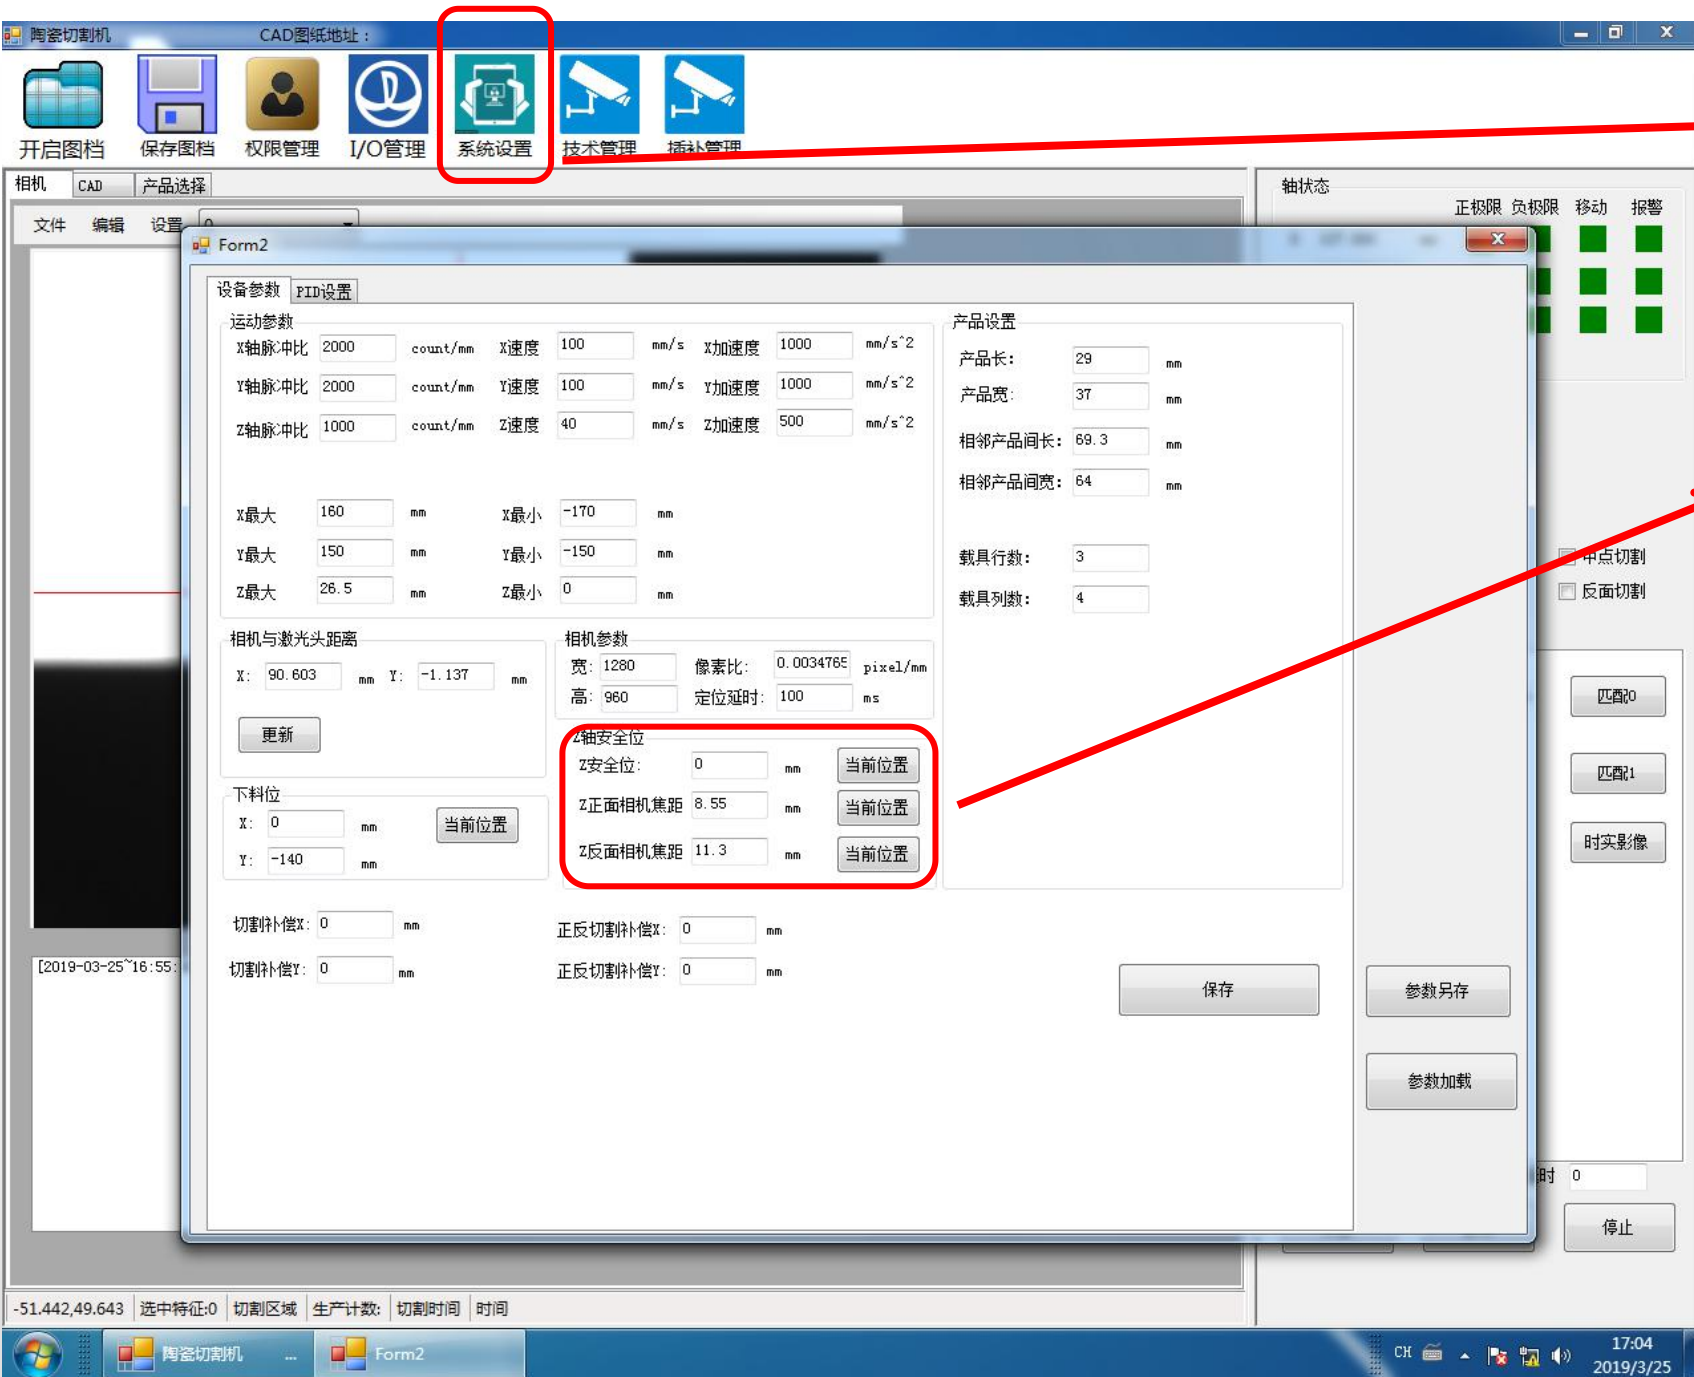 陶瓷切割机 CAD图纸地址：
开启图档 保存图档 权限管理 I/O管理 系统设置 技术管理 插补管理
相机 CAD 产品选择
文件 编辑 设置 0
轴状态
正极限 负极限 移动 报警
Form2
设备参数 PID设置
运动参数
X轴脉冲比 2000 count/mm X速度 100 mm/s X加速度 1000 mm/s^2
Y轴脉冲比 2000 count/mm Y速度 100 mm/s Y加速度 1000 mm/s^2
Z轴脉冲比 1000 count/mm Z速度 40 mm/s Z加速度 500 mm/s^2
X最大 160 mm X最小 -170 mm
Y最大 150 mm Y最小 -150 mm
Z最大 26.5 mm Z最小 0 mm
产品设置
产品长： 29 mm
产品宽： 37 mm
相邻产品间长： 69.3 mm
相邻产品间宽： 64 mm
载具行数： 3
载具列数： 4
相机与激光头距离
X: 90.603 mm Y: -1.137 mm
更新
相机参数
宽: 1280 像素比: 0.0034765 pixel/mm
高: 960 定位延时: 100 ms
Z轴安全位
Z安全位: 0 mm 当前位置
Z正面相机焦距 8.55 mm 当前位置
Z反面相机焦距 11.3 mm 当前位置
下料位
X: 0 mm 当前位置
Y: -140 mm
切割补偿X: 0 mm 正反切割补偿X: 0 mm
切割补偿Y: 0 mm 正反切割补偿Y: 0 mm
保存
参数另存
参数加载
中点切割
反面切割
匹配0
匹配1
时实影像
时 0
停止
[2019-03-25~16:55:
-51.442,49.643 选中特征:0 切割区域 生产计数: 切割时间 时间
陶瓷切割机 ... Form2
CH 17:04
2019/3/25